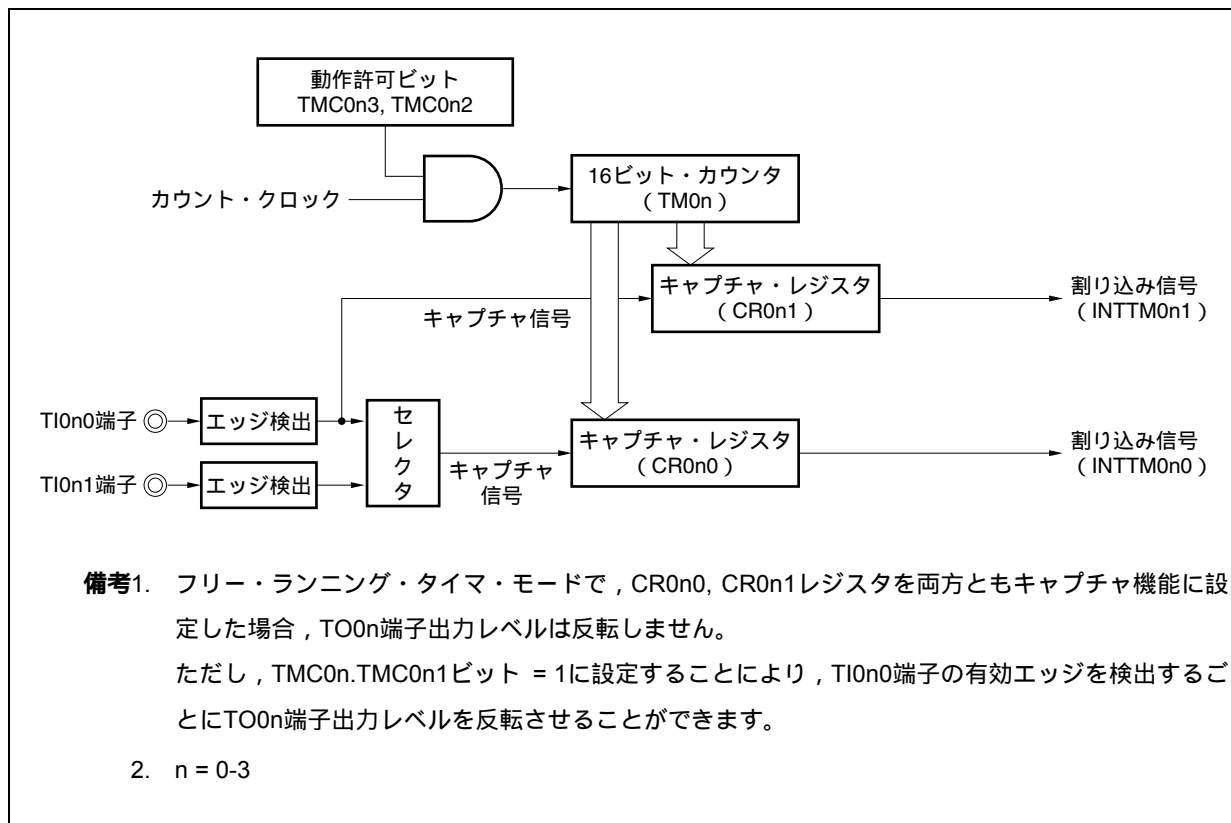 動作許可ビット
TMC0n3, TMC0n2
カウント・クロック
16ビット・カウンタ
（TM0n）
キャプチャ・レジスタ
（CR0n1）
割り込み信号
（INTTM0n1）
キャプチャ信号
TI0n0端子
エッジ検出
TI0n1端子
エッジ検出
セレクタ
キャプチャ
信号
キャプチャ・レジスタ
（CR0n0）
割り込み信号
（INTTM0n0）
備考1. フリー・ランニング・タイマ・モードで，CR0n0, CR0n1レジスタを両方ともキャプチャ機能に設
定した場合，TO0n端子出力レベルは反転しません。
ただし，TMC0n.TMC0n1ビット = 1に設定することにより，TI0n0端子の有効エッジを検出するご
とにTO0n端子出力レベルを反転させることができます。
2. n = 0-3